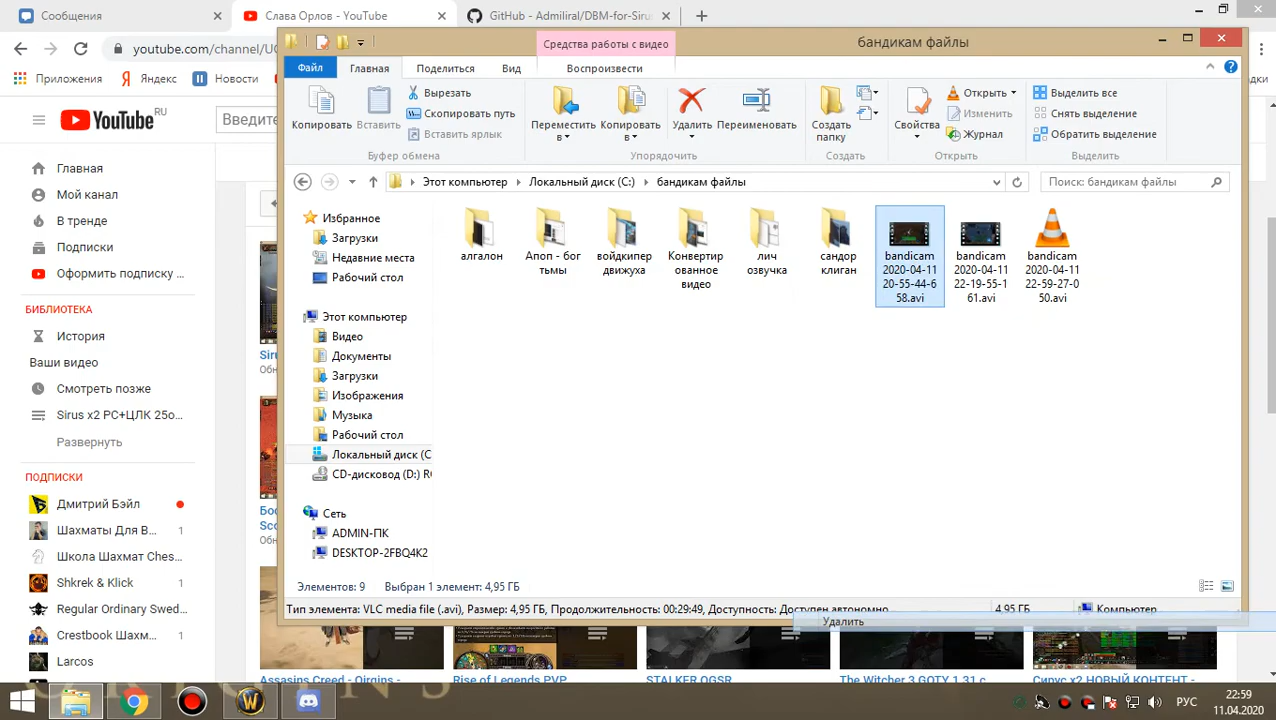 Сообщения
Слава Орлов - YouTube
GitHub - Admiliral/DBM-for-Siru
youtube.com/channel/UC
Приложения
Яндекс
Новости
YouTube RU
Введите
Главная
Мой канал
В тренде
Подписки
Оформить подписку ...
БИБЛИОТЕКА
История
Ваши видео
Смотреть позже
Sirus x2 РС+ЦЛК 25о...
Развернуть
ПОДПИСКИ
Дмитрий Бэйл
Шахматы Для В... 1
Школа Шахмат Ches...
Shkrek & Klick 1
Regular Ordinary Swed...
Crestbook Шахм... 1
Larcos
Средства работы с видео
бандикам файлы
Файл
Главная
Поделиться
Вид
Воспроизвести
Копировать
Вставить
Вырезать
Скопировать путь
Вставить ярлык
Буфер обмена
Переместить в
Копировать в
Удалить
Переименовать
Упорядочить
Создать папку
Создать
Свойства
Открыть
Изменить
Журнал
Открыть
Выделить все
Снять выделение
Обратить выделение
Выделить
Этот компьютер
Локальный диск (C:)
бандикам файлы
Поиск: бандикам файлы
Избранное
Загрузки
Недавние места
Рабочий стол
Этот компьютер
Видео
Документы
Загрузки
Изображения
Музыка
Рабочий стол
Локальный диск (C
CD-дисковод (D:) R
Сеть
ADMIN-ПК
DESKTOP-2FBQ4K2
алгалон
Апоп - бог тьмы
войдкипер движуха
Конвертированное видео
лич озвучка
сандор клиган
bandicam 2020-04-11 20-55-44-658.avi
bandicam 2020-04-11 22-19-55-161.avi
bandicam 2020-04-11 22-59-27-050.avi
Элементов: 9
Выбран 1 элемент: 4,95 ГБ
Тип элемента: VLC media file (.avi), Размер: 4,95 ГБ, Продолжительность: 00:29:49, Доступность: Доступен автономно
4,95 ГБ
Компьютер
Удалить
Assasins Creed - Oirgins -
Rise of Legends PVP
STALKER OGSR
The Witcher 3 GOTY 1.31 с
Сирус х2 НОВЫЙ КОНТЕНТ -
РУС
22:59
11.04.2020